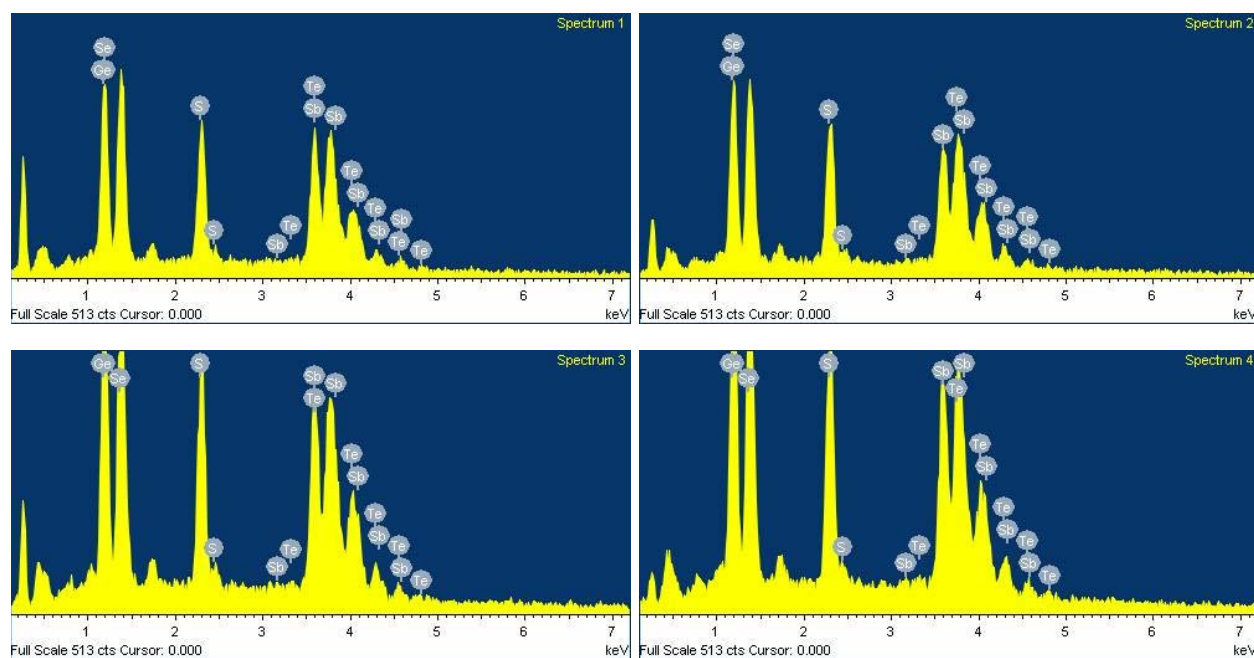 Spectrum 1
Se
Ge
S
S
Sb
Te
Te
Sb
Sb
Te
Sb
Te
Sb
Sb
Te
Te
1 2 3 4 5 6 7
Full Scale 513 cts Cursor: 0.000 keV
Spectrum 2
Se
Ge
S
S
Sb
Te
Sb
Te
Sb
Te
Sb
Te
Sb
Te
Sb
Te
1 2 3 4 5 6 7
Full Scale 513 cts Cursor: 0.000 keV
Spectrum 3
Ge
Se
S
S
Sb
Te
Sb
Te
Sb
Te
Sb
Te
Sb
Te
Sb
Te
1 2 3 4 5 6 7
Full Scale 513 cts Cursor: 0.000 keV
Spectrum 4
Ge
Se
S
S
Sb
Te
Sb
Sb
Te
Te
Sb
Te
Sb
Te
Sb
Te
1 2 3 4 5 6 7
Full Scale 513 cts Cursor: 0.000 keV